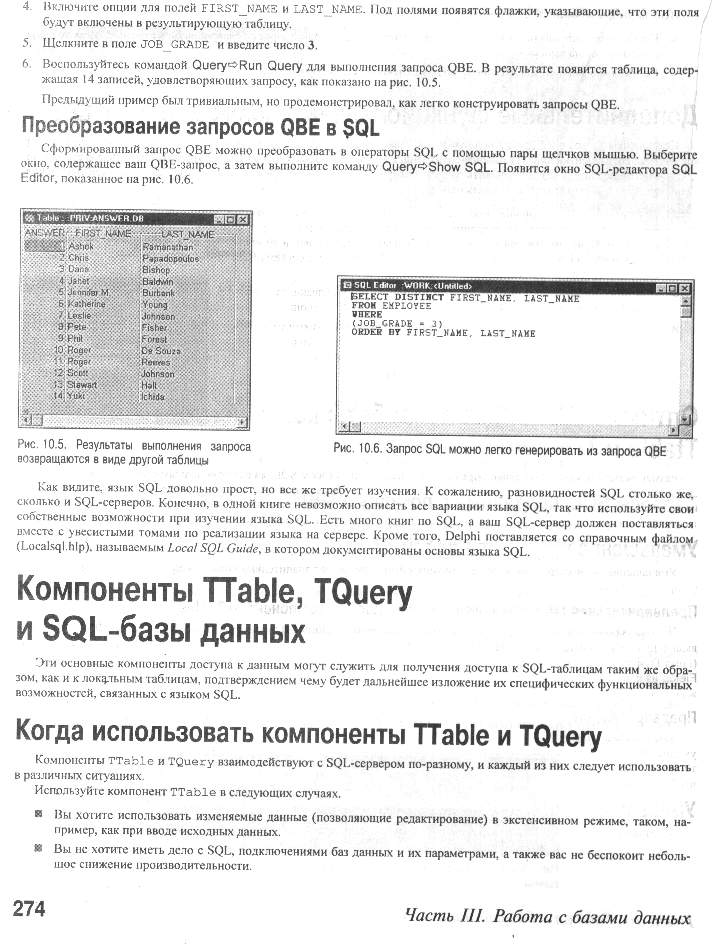 4. Включите опции для полей FIRST_NAME и LAST_NAME. Под полями появятся флажки, указывающие, что эти поля
будут включены в результирующую таблицу.
5. Щелкните в поле JOB_GRADE и введите число 3.
6. Воспользуйтесь командой Query⇨Run Query для выполнения запроса QBE. В результате появится таблица, содер-
жащая 14 записей, удовлетворяющих запросу, как показано на рис. 10.5.
Предыдущий пример был тривиальным, но продемонстрировал, как легко конструировать запросы QBE.
Преобразование запросов QBE в SQL
Сформированный запрос QBE можно преобразовать в операторы SQL с помощью пары щелчков мышью. Выберите
окно, содержащее ваш QBE-запрос, а затем выполните команду Query⇨Show SQL. Появится окно SQL-редактора SQL
Editor, показанное на рис. 10.6.
Table : :PRIV:ANSWER.DB
ANSWER FIRST_NAME LAST_NAME
1 Ashok Ramanathan
2 Chris Papadopoulos
3 Dana Bishop
4 Janet Baldwin
5 Jennifer M. Burbank
6 Katherine Young
7 Leslie Johnson
8 Pete Fisher
9 Phil Forest
10 Roger De Souza
11 Roger Reeves
12 Scott Johnson
13 Stewart Hall
14 Yuki Ichida
Рис. 10.5. Результаты выполнения запроса
возвращаются в виде другой таблицы
SQL Editor :WORK:<Untitled>
SELECT DISTINCT FIRST_NAME, LAST_NAME
FROM EMPLOYEE
WHERE
(JOB_GRADE = 3)
ORDER BY FIRST_NAME, LAST_NAME
Рис. 10.6. Запрос SQL можно легко генерировать из запроса QBE
Как видите, язык SQL довольно прост, но все же требует изучения. К сожалению, разновидностей SQL столько же,
сколько и SQL-серверов. Конечно, в одной книге невозможно описать все вариации языка SQL, так что используйте свои
собственные возможности при изучении языка SQL. Есть много книг по SQL, а ваш SQL-сервер должен поставляться
вместе с увесистыми томами по реализации языка на сервере. Кроме того, Delphi поставляется со справочным файлом
(Localsql.hlp), называемым Local SQL Guide, в котором документированы основы языка SQL.
Компоненты TTable, TQuery
и SQL-базы данных
Эти основные компоненты доступа к данным могут служить для получения доступа к SQL-таблицам таким же обра-
зом, как и к локальным таблицам, подтверждением чему будет дальнейшее изложение их специфических функциональных
возможностей, связанных с языком SQL.
Когда использовать компоненты TTable и TQuery
Компоненты TTable и TQuery взаимодействуют с SQL-сервером по-разному, и каждый из них следует использовать
в различных ситуациях.
Используйте компонент TTable в следующих случаях.
Вы хотите использовать изменяемые данные (позволяющие редактирование) в экстенсивном режиме, таком, на-
пример, как при вводе исходных данных.
Вы не хотите иметь дело с SQL, подключениями баз данных и их параметрами, а также вас не беспокоит неболь-
шое снижение производительности.
274
Часть III. Работа с базами данных